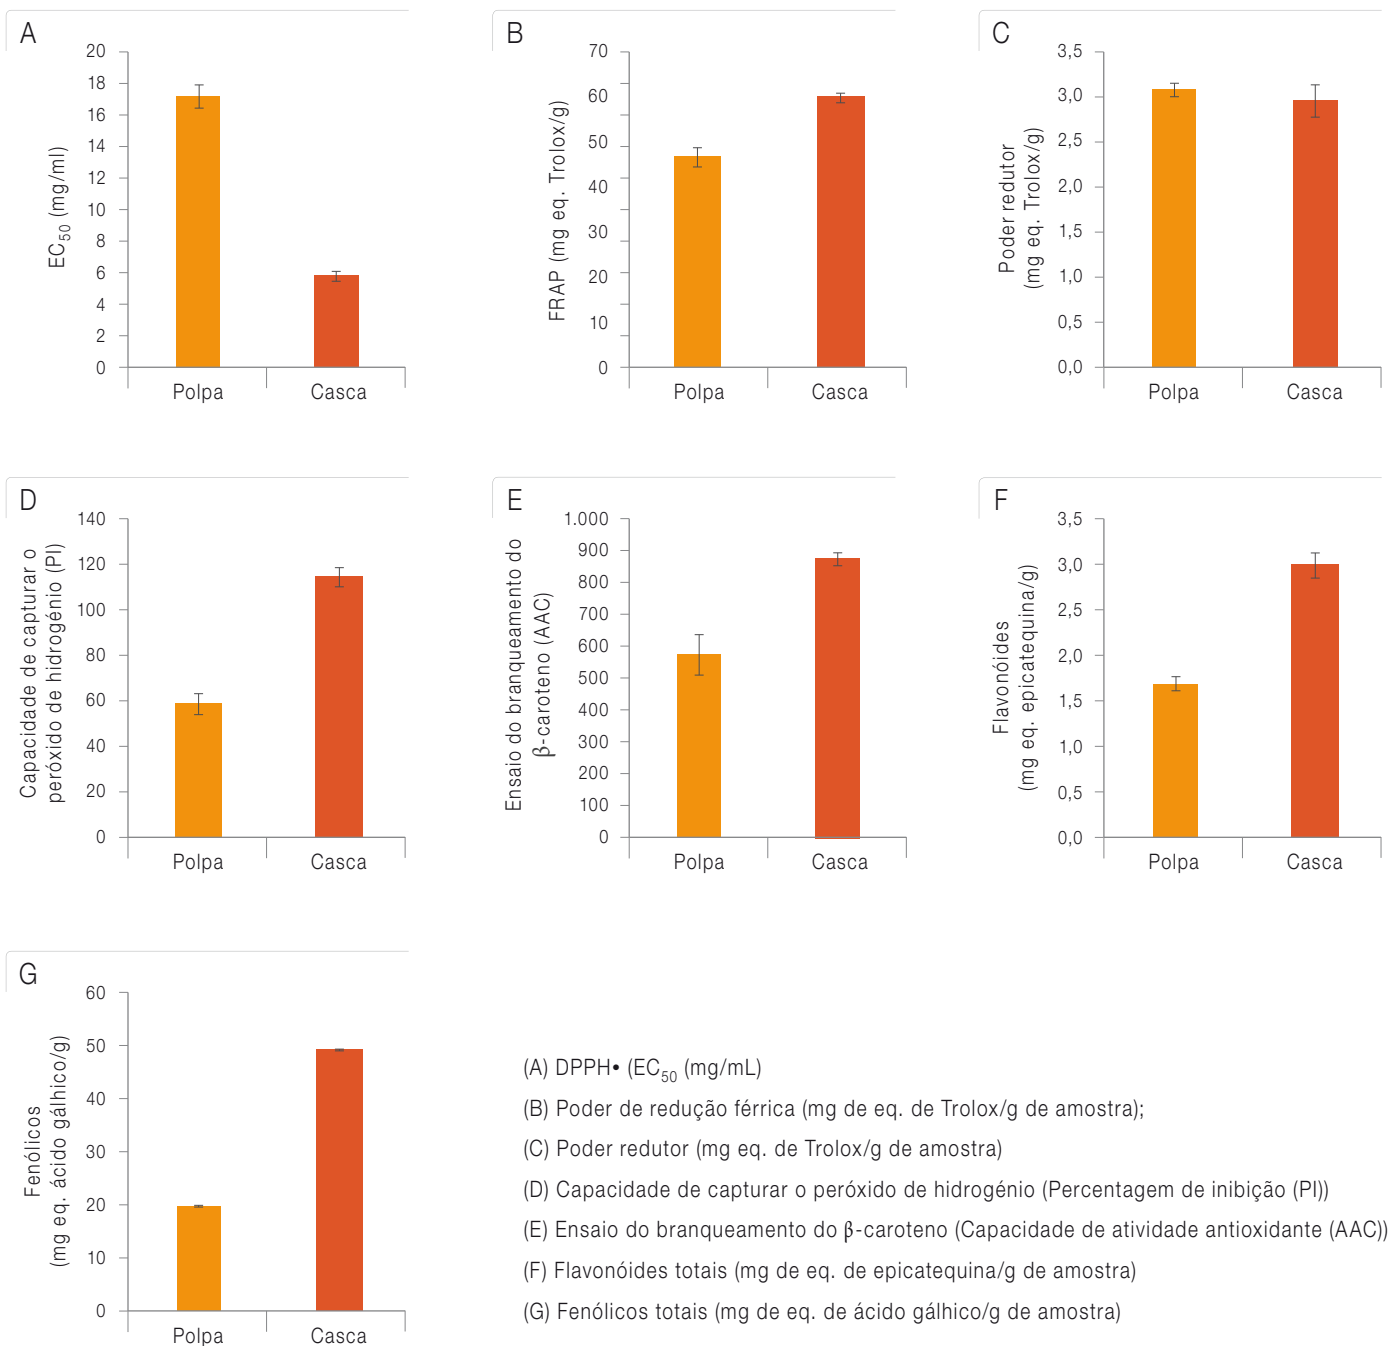 A
20
18
16
14
12
10
8
6
4
2
0
EC50 (mg/ml)
Polpa
Casca
B
70
60
50
40
30
20
10
0
FRAP (mg eq. Trolox/g)
Polpa
Casca
C
3,5
3,0
2,5
2,0
1,5
1,0
0,5
0,0
Poder redutor
(mg eq. Trolox/g)
Polpa
Casca
D
140
120
100
80
60
40
20
0
Capacidade de capturar o
peróxido de hidrogénio (PI)
Polpa
Casca
E
1.000
900
800
700
600
500
400
300
200
100
0
Ensaio do branqueamento do
β-caroteno (AAC)
Polpa
Casca
F
3,5
3,0
2,5
2,0
1,5
1,0
0,5
0,0
Flavonóides
(mg eq. epicatequina/g)
Polpa
Casca
G
60
50
40
30
20
10
0
Fenólicos
(mg eq. ácido gálhico/g)
Polpa
Casca
(A) DPPH• (EC50 (mg/mL)
(B) Poder de redução férrica (mg de eq. de Trolox/g de amostra);
(C) Poder redutor (mg eq. de Trolox/g de amostra)
(D) Capacidade de capturar o peróxido de hidrogénio (Percentagem de inibição (PI))
(E) Ensaio do branqueamento do β-caroteno (Capacidade de atividade antioxidante (AAC))
(F) Flavonóides totais (mg de eq. de epicatequina/g de amostra)
(G) Fenólicos totais (mg de eq. de ácido gálhico/g de amostra)